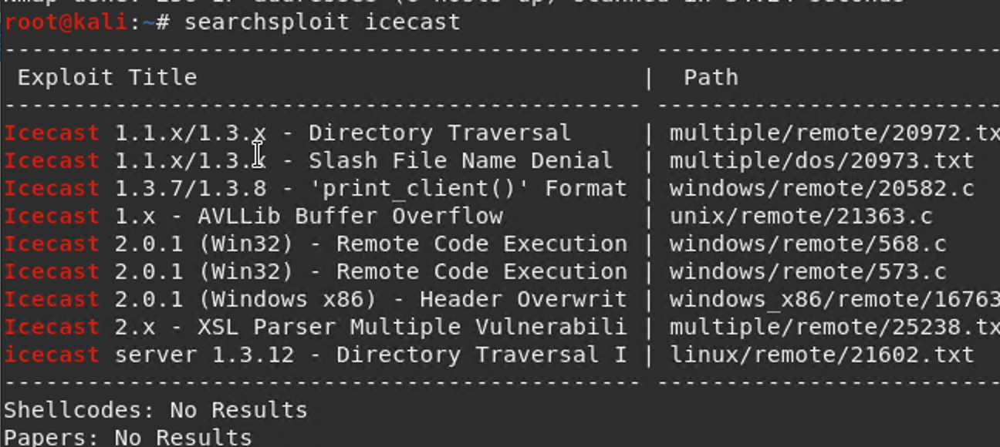 root@kali:~# searchsploit icecast
------------------------------------------------ -------------------------
Exploit Title | Path
------------------------------------------------ -------------------------
Icecast 1.1.x/1.3.x - Directory Traversal | multiple/remote/20972.tx
Icecast 1.1.x/1.3.x - Slash File Name Denial | multiple/dos/20973.txt
Icecast 1.3.7/1.3.8 - 'print_client()' Format | windows/remote/20582.c
Icecast 1.x - AVLLib Buffer Overflow | unix/remote/21363.c
Icecast 2.0.1 (Win32) - Remote Code Execution | windows/remote/568.c
Icecast 2.0.1 (Win32) - Remote Code Execution | windows/remote/573.c
Icecast 2.0.1 (Windows x86) - Header Overwrit | windows_x86/remote/16763
Icecast 2.x - XSL Parser Multiple Vulnerabili | multiple/remote/25238.tx
icecast server 1.3.12 - Directory Traversal I | linux/remote/21602.txt
------------------------------------------------ -------------------------
Shellcodes: No Results
Papers: No Results